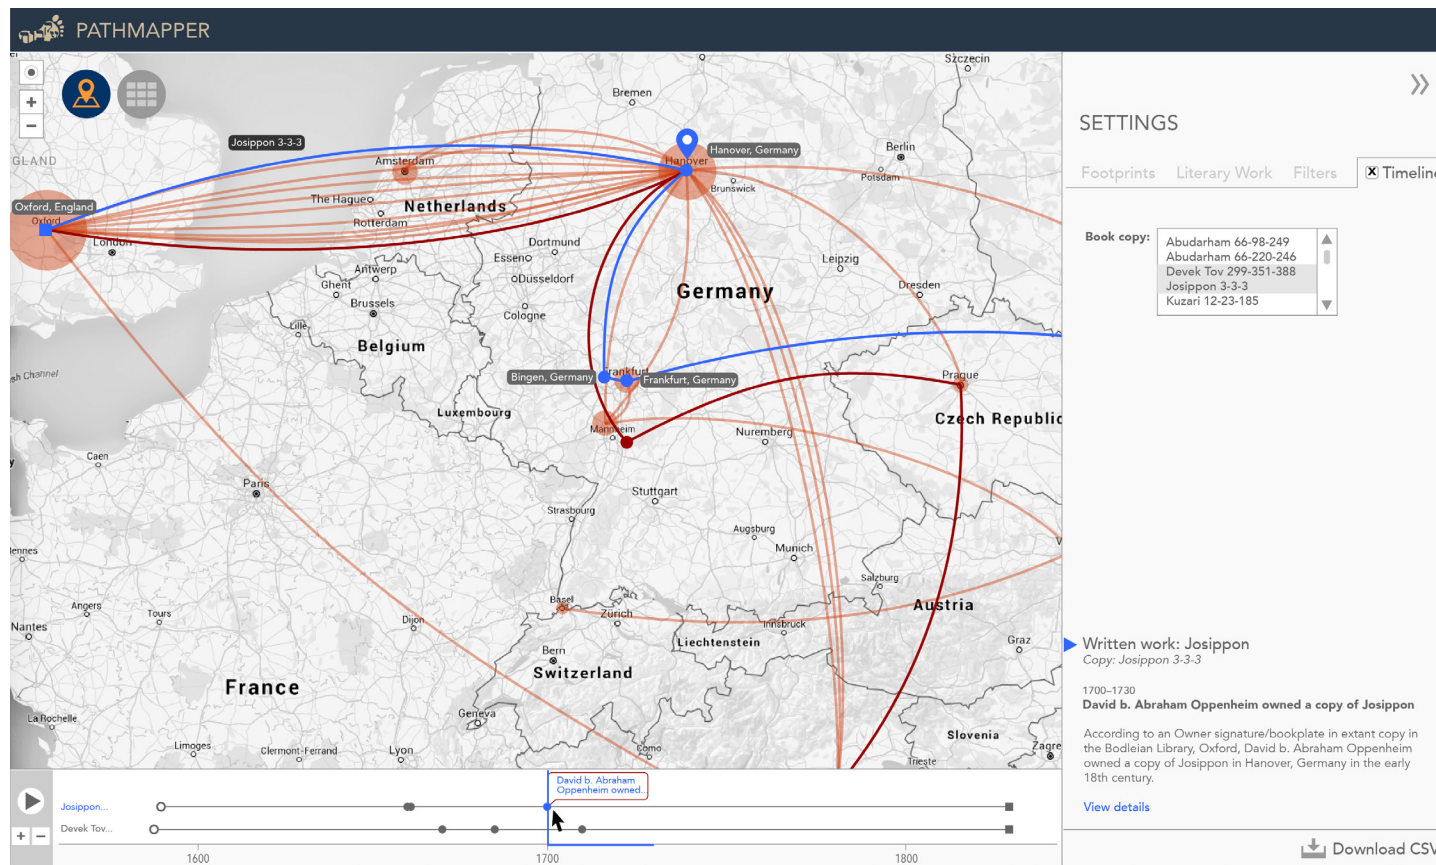 PATHMAPPER
Szczecin
Bremen
Josippon 3-3-3
GLAND
Amsterdam
Hanover
Hanover, Germany
Berlin
Potsdam
The Hague
Netherlands
Brunswick
Oxford, England
Oxford
Rotterdam
London
Dortmund
Essen
Antwerp
Düsseldorf
Leipzig
Ghent
Germany
Dresden
Brussels
Cologne
Lille
Belgium
sh Channel
Bingen, Germany
Frankfurt
Frankfurt, Germany
Prague
Luxembourg
Czech Republic
Mannheim
Nuremberg
Caen
Paris
Stuttgart
Strasbourg
Augsburg
Munich
ennes
Salzburg
Angers
Tours
Basel
Zürich
Austria
Nantes
Dijon
Innsbruck
Liechtenstein
Graz
Bern
Switzerland
France
La Rochelle
Geneva
Slovenia
Limoges
Clermont-Ferrand
Lyon
Como
Trieste
Zagre
SETTINGS
Footprints Literary Work Filters Timeline
Book copy:
Abudarham 66-98-249
Abudarham 66-220-246
Devek Tov 299-351-388
Josippon 3-3-3
Kuzari 12-23-185
Written work: Josippon
Copy: Josippon 3-3-3
1700–1730
David b. Abraham Oppenheim owned a copy of Josippon
According to an Owner signature/bookplate in extant copy in
the Bodleian Library, Oxford, David b. Abraham Oppenheim
owned a copy of Josippon in Hanover, Germany in the early
18th century.
View details
Download CSV
David b. Abraham
Oppenheim owned...
Josippon...
Devek Tov...
1600 1700 1800